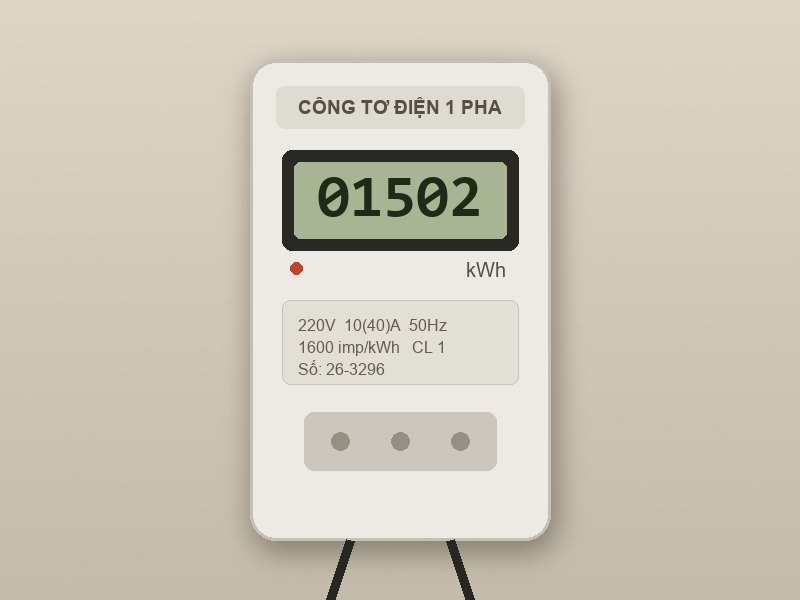 CÔNG TƠ ĐIỆN 1 PHA
01502
kWh
220V 10(40)A 50Hz
1600 imp/kWh CL 1
Số: 26-3296